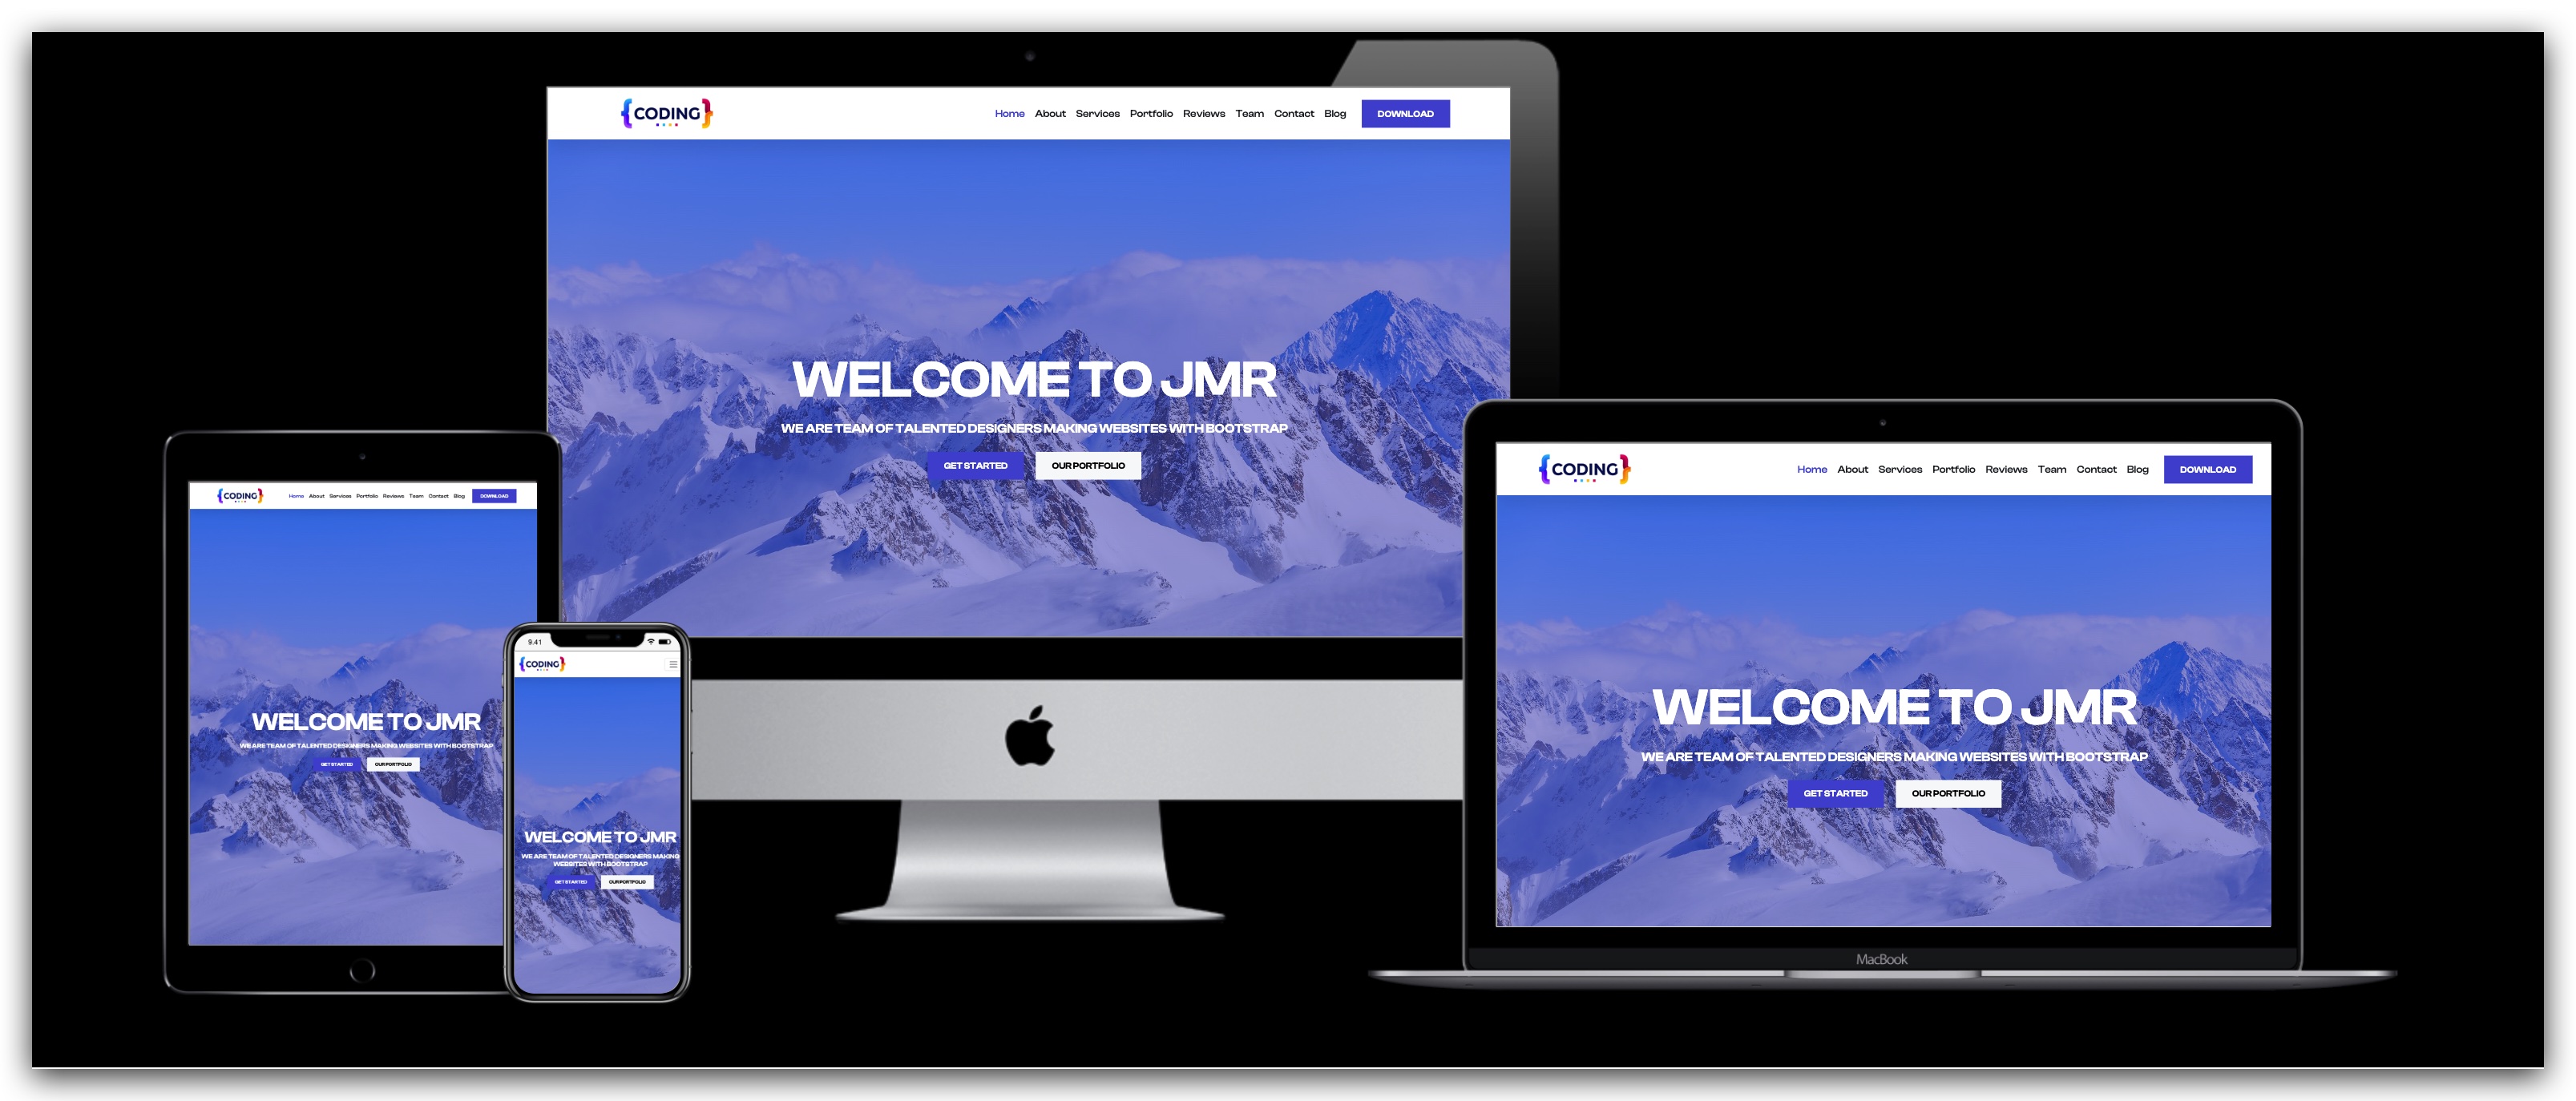 {CODING}
Home About Services Portfolio Reviews Team Contact Blog DOWNLOAD
WELCOME TO JMR
WE ARE TEAM OF TALENTED DESIGNERS MAKING WEBSITES WITH BOOTSTRAP
GET STARTED OUR PORTFOLIO
{CODING}
Home About Services Portfolio Reviews Team Contact Blog DOWNLOAD
WELCOME TO JMR
WE ARE TEAM OF TALENTED DESIGNERS MAKING WEBSITES WITH BOOTSTRAP
GET STARTED OUR PORTFOLIO
9.41
{CODING}
WELCOME TO JMR
WE ARE TEAM OF TALENTED DESIGNERS MAKING
WEBSITES WITH BOOTSTRAP
GET STARTED OUR PORTFOLIO
{CODING}
Home About Services Portfolio Reviews Team Contact Blog DOWNLOAD
WELCOME TO JMR
WE ARE TEAM OF TALENTED DESIGNERS MAKING WEBSITES WITH BOOTSTRAP
GET STARTED OUR PORTFOLIO
MacBook